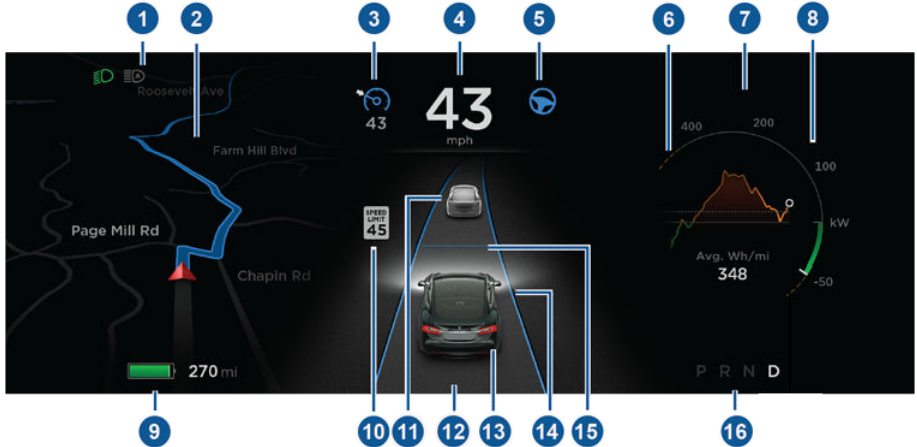 1
2
3
4
5
6
7
8
A
Roosevelt Ave
43
43
mph
400
200
100
Farm Hill Blvd
SPEED
LIMIT
45
Page Mill Rd
kW
Chapin Rd
Avg. Wh/mi
348
-50
270 mi
P R N D
9
10
11
12
13
14
15
16